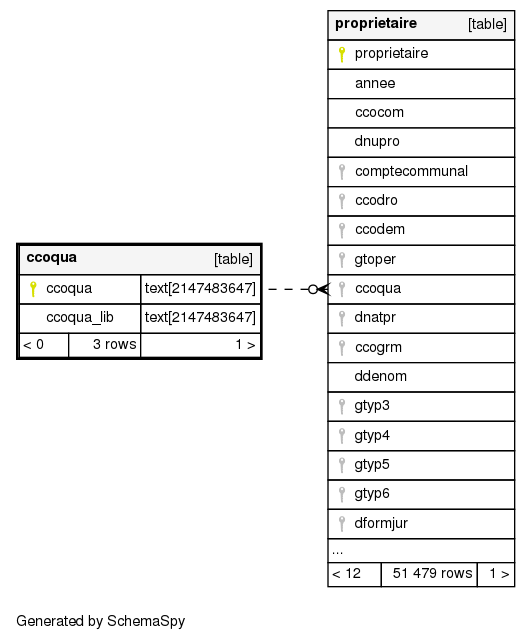 proprietaire [table]
proprietaire
annee
ccocom
dnupro
comptecommunal
ccodro
ccodem
gtoper
ccoqua
dnatpr
ccogrm
ddenom
gtyp3
gtyp4
gtyp5
gtyp6
dformjur
...
< 12 51 479 rows 1 >
ccoqua [table]
ccoqua text[2147483647]
ccoqua_lib text[2147483647]
< 0 3 rows 1 >
Generated by SchemaSpy